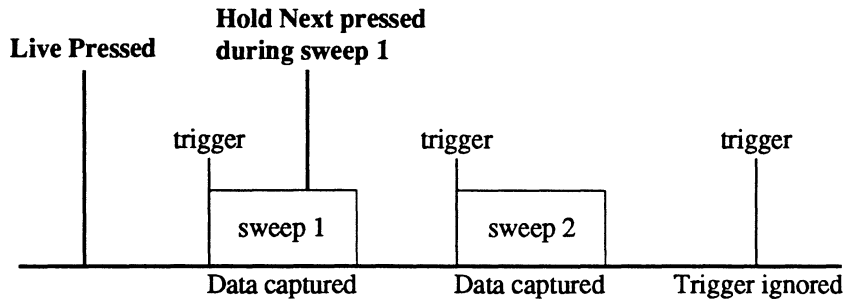 Hold Next pressed
during sweep 1
Live Pressed
trigger
trigger
trigger
sweep 1
sweep 2
Data captured
Data captured
Trigger ignored